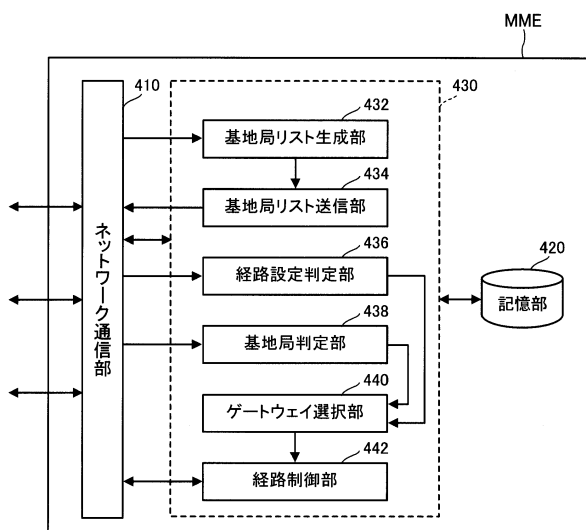 MME
410
430
432
基地局リスト生成部
434
基地局リスト送信部
436
経路設定判定部
438
基地局判定部
440
ゲートウェイ選択部
442
経路制御部
ネットワーク通信部
420
記憶部